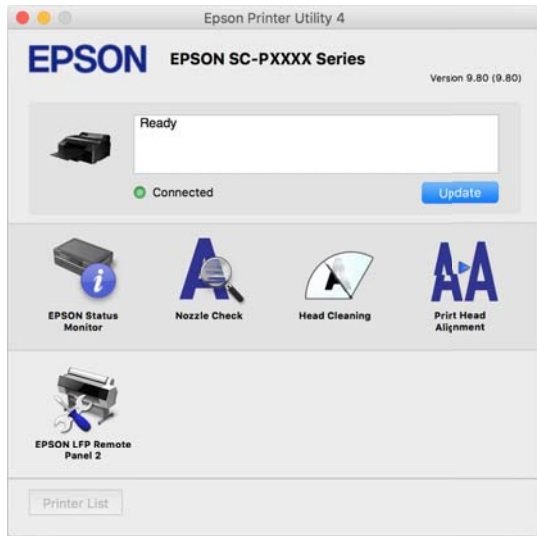 Epson Printer Utility 4
EPSON
EPSON SC-PXXXX Series
Version 9.80 (9.80)
Ready
Connected
Update
EPSON Status
Monitor
Nozzle Check
Head Cleaning
Print Head
Alignment
EPSON LFP Remote
Panel 2
Printer List